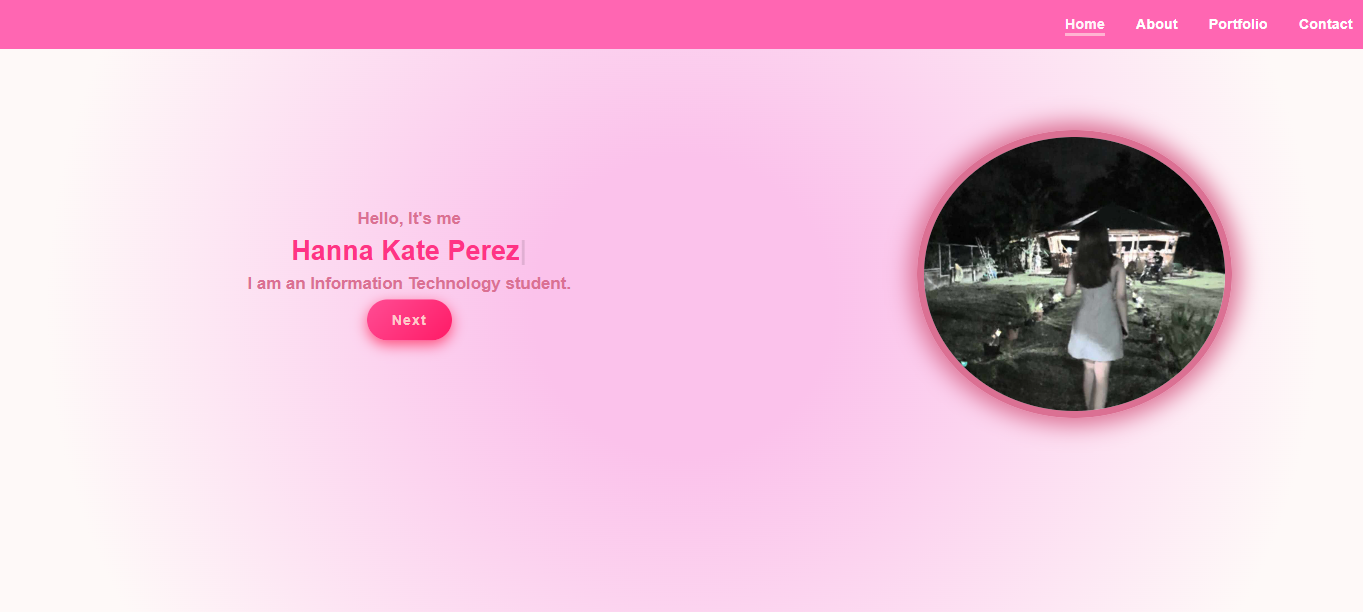 Home About Portfolio Contact
Hello, It's me
Hanna Kate Perez|
I am an Information Technology student.
Next